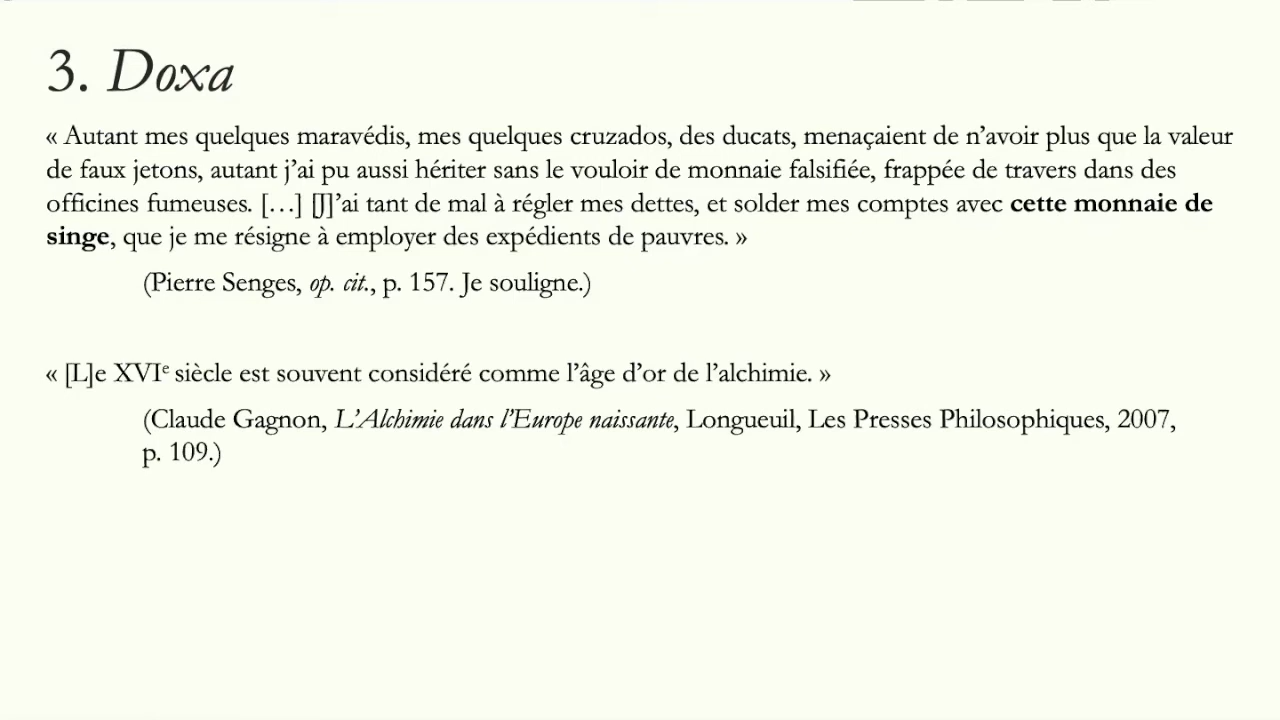 3. Doxa
« Autant mes quelques maravédis, mes quelques cruzados, des ducats, menaçaient de n’avoir plus que la valeur
de faux jetons, autant j’ai pu aussi hériter sans le vouloir de monnaie falsifiée, frappée de travers dans des
officines fumeuses. […] [J]’ai tant de mal à régler mes dettes, et solder mes comptes avec cette monnaie de
singe, que je me résigne à employer des expédients de pauvres. »
(Pierre Senges, op. cit., p. 157. Je souligne.)
« [L]e XVIe siècle est souvent considéré comme l’âge d’or de l’alchimie. »
(Claude Gagnon, L’Alchimie dans l’Europe naissante, Longueuil, Les Presses Philosophiques, 2007,
p. 109.)